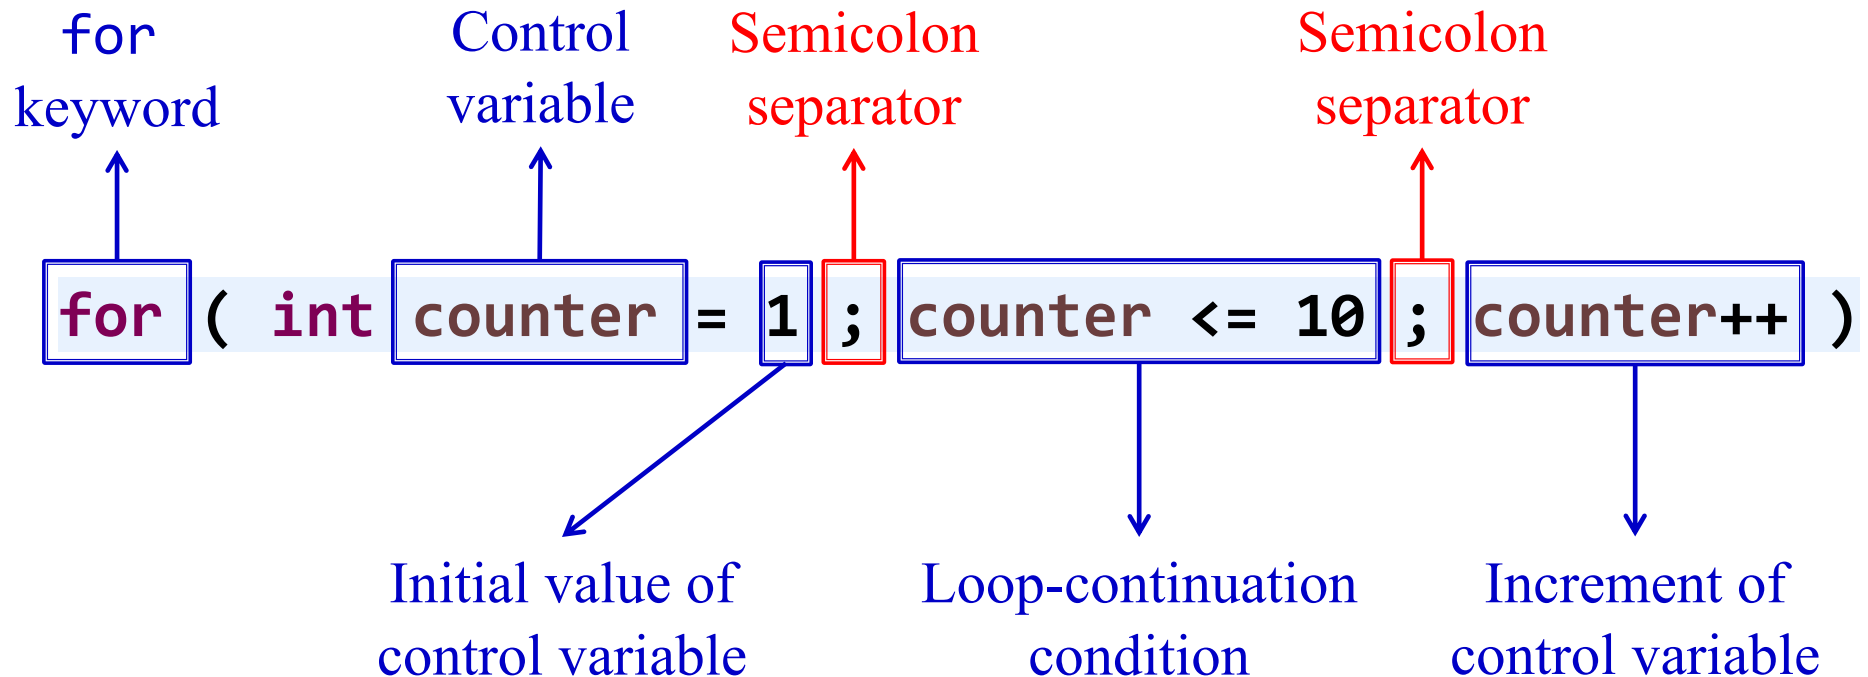 for
keyword
Control
variable
Semicolon
separator
Semicolon
separator
for ( int counter = 1 ; counter <= 10 ; counter++ )
Initial value of
control variable
Loop-continuation
condition
Increment of
control variable